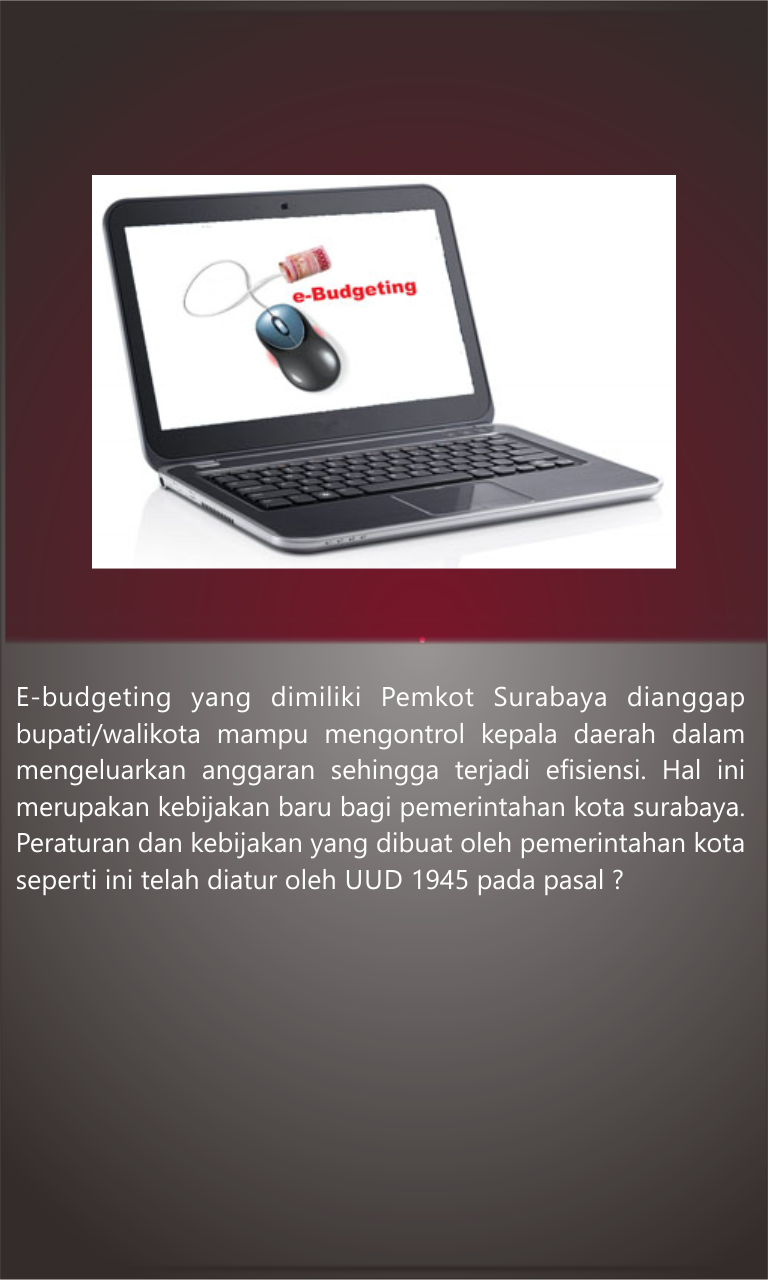 e-Budgeting
E-budgeting yang dimiliki Pemkot Surabaya dianggap
bupati/walikota mampu mengontrol kepala daerah dalam
mengeluarkan anggaran sehingga terjadi efisiensi. Hal ini
merupakan kebijakan baru bagi pemerintahan kota surabaya.
Peraturan dan kebijakan yang dibuat oleh pemerintahan kota
seperti ini telah diatur oleh UUD 1945 pada pasal ?